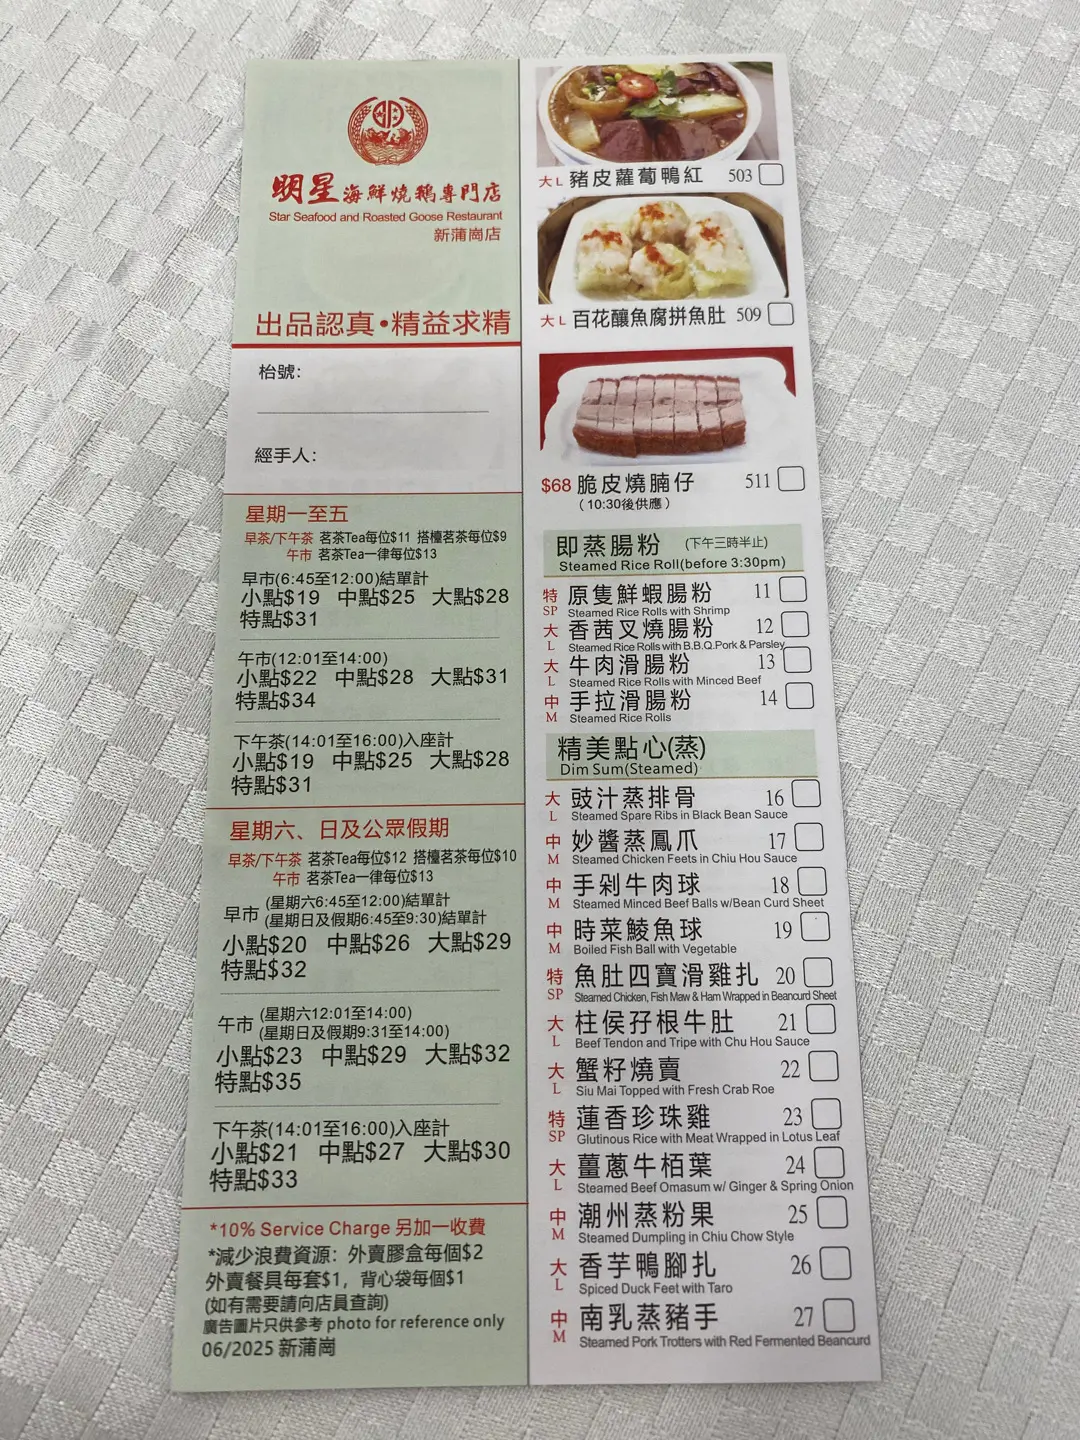 明星海鮮燒鵝專門店
Star Seafood and Roasted Goose Restaurant
新蒲崗店
出品認真•精益求精
枱號:
經手人:
星期一至五
早茶/下午茶 茗茶Tea每位$11 搭檯茗茶每位$9
午市 茗茶Tea一律每位$13
早市(6:45至12:00)結單計
小點$19 中點$25 大點$28
特點$31
午市(12:01至14:00)
小點$22 中點$28 大點$31
特點$34
下午茶(14:01至16:00)入座計
小點$19 中點$25 大點$28
特點$31
星期六、日及公眾假期
早茶/下午茶 茗茶Tea每位$12 搭檯茗茶每位$10
午市 茗茶Tea一律每位$13
早市 (星期六6:45至12:00)結單計
(星期日及假期6:45至9:30)結單計
小點$20 中點$26 大點$29
特點$32
午市 (星期六12:01至14:00)
(星期日及假期9:31至14:00)
小點$23 中點$29 大點$32
特點$35
下午茶(14:01至16:00)入座計
小點$21 中點$27 大點$30
特點$33
*10% Service Charge 另加一收費
*減少浪費資源：外賣膠盒每個$2
外賣餐具每套$1，背心袋每個$1
(如有需要請向店員查詢)
廣告圖片只供參考 photo for reference only
06/2025 新蒲崗
大L 豬皮蘿蔔鴨紅 503
大L 百花釀魚腐拼魚肚 509
$68 脆皮燒腩仔 511
（10:30後供應）
即蒸腸粉 (下午三時半止)
Steamed Rice Roll(before 3:30pm)
特 原隻鮮蝦腸粉 11
SP Steamed Rice Rolls with Shrimp
大 香茜叉燒腸粉 12
L Steamed Rice Rolls with B.B.Q.Pork & Parsley
大 牛肉滑腸粉 13
L Steamed Rice Rolls with Minced Beef
中 手拉滑腸粉 14
M Steamed Rice Rolls
精美點心(蒸)
Dim Sum(Steamed)
大 豉汁蒸排骨 16
L Steamed Spare Ribs in Black Bean Sauce
中 妙醬蒸鳳爪 17
M Steamed Chicken Feets in Chiu Hou Sauce
中 手剁牛肉球 18
M Steamed Minced Beef Balls w/Bean Curd Sheet
中 時菜鯪魚球 19
M Boiled Fish Ball with Vegetable
特 魚肚四寶滑雞扎 20
SP Steamed Chicken, Fish Maw & Ham Wrapped in Beancurd Sheet
大 柱侯孖根牛肚 21
L Beef Tendon and Tripe with Chu Hou Sauce
大 蟹籽燒賣 22
L Siu Mai Topped with Fresh Crab Roe
特 蓮香珍珠雞 23
SP Glutinous Rice with Meat Wrapped in Lotus Leaf
大 薑蔥牛栢葉 24
L Steamed Beef Omasum w/ Ginger & Spring Onion
中 潮州蒸粉果 25
M Steamed Dumpling in Chiu Chow Style
大 香芋鴨腳扎 26
L Spiced Duck Feet with Taro
中 南乳蒸豬手 27
M Steamed Pork Trotters with Red Fermented Beancurd